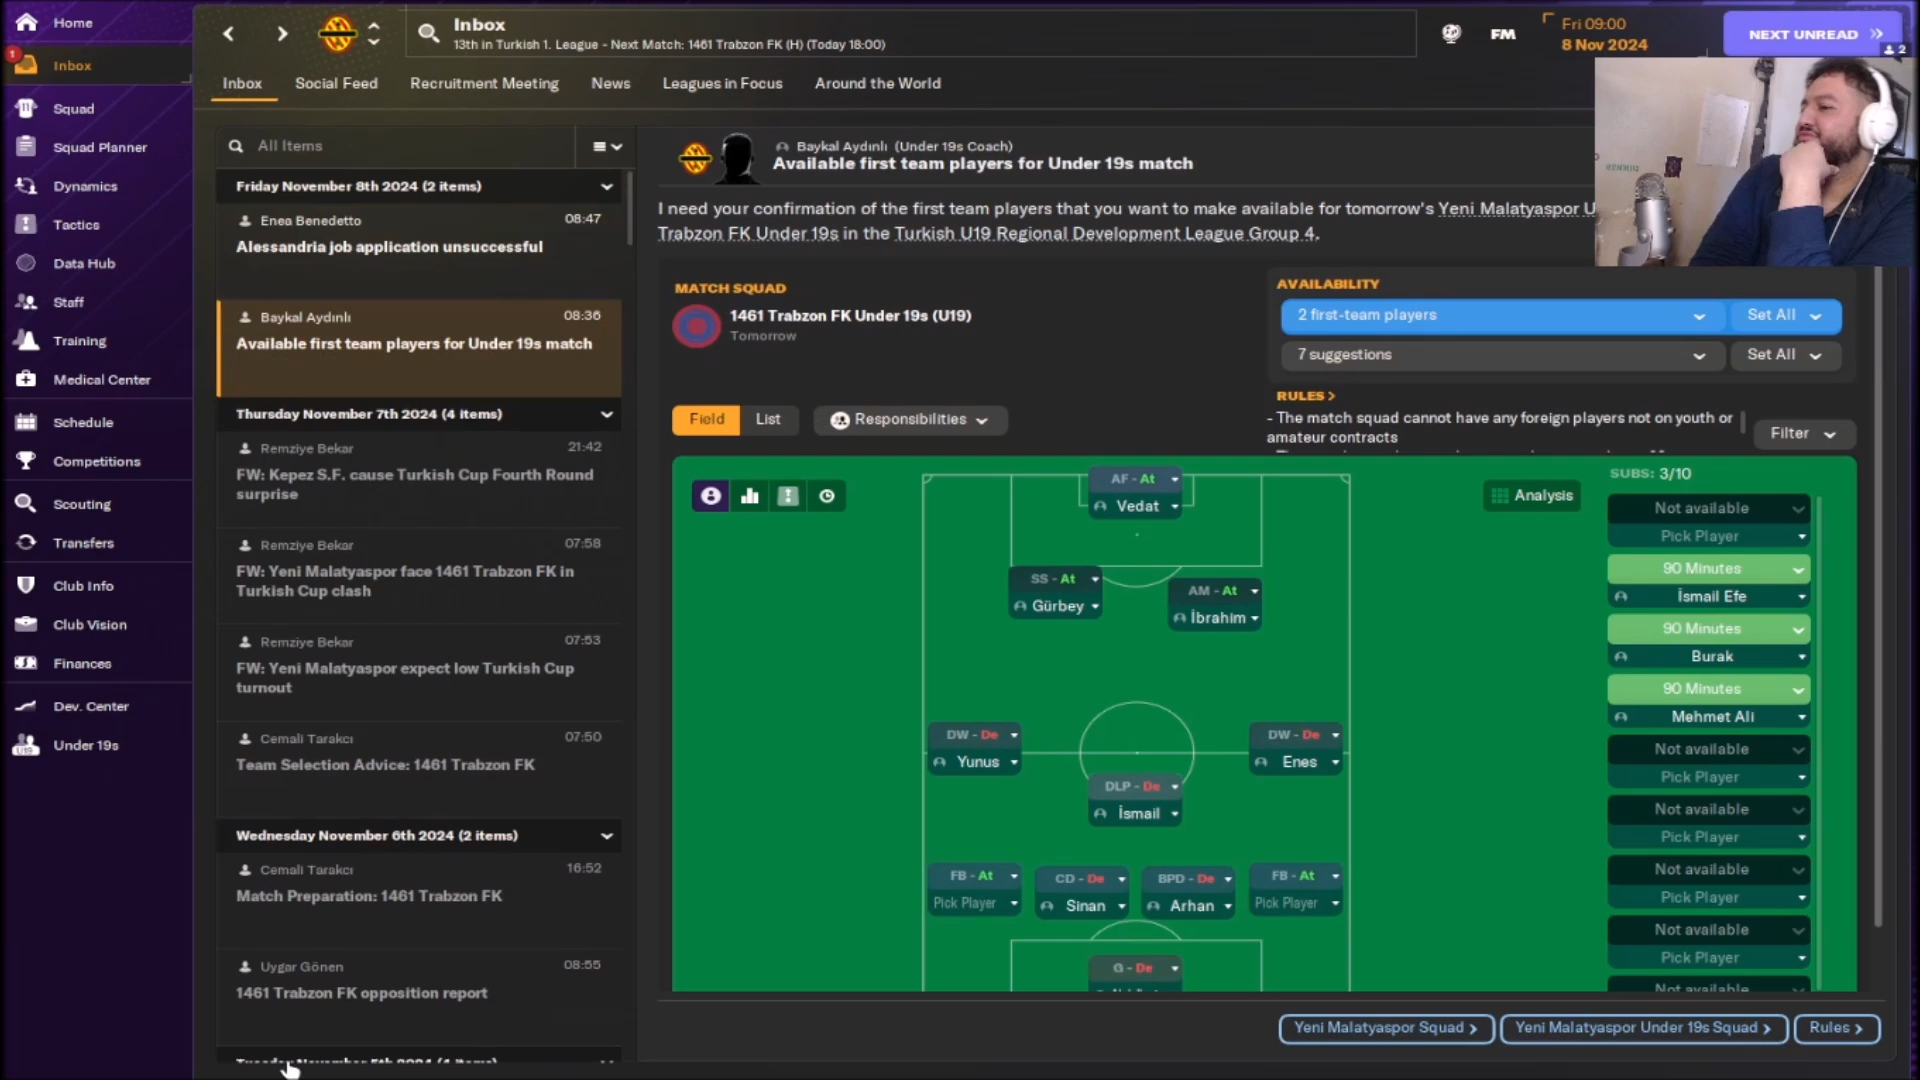 Home
1
Inbox
Squad
Squad Planner
Dynamics
Tactics
Data Hub
Staff
Training
Medical Center
Schedule
Competitions
Scouting
Transfers
Club Info
Club Vision
Finances
Dev. Center
Under 19s
Inbox
13th in Turkish 1. League - Next Match: 1461 Trabzon FK (H) (Today 18:00)
FM
Fri 09:00
8 Nov 2024
NEXT UNREAD
2
Inbox
Social Feed
Recruitment Meeting
News
Leagues in Focus
Around the World
All Items
Friday November 8th 2024 (2 items)
Enea Benedetto 08:47
Alessandria job application unsuccessful
Baykal Aydınlı 08:36
Available first team players for Under 19s match
Thursday November 7th 2024 (4 items)
Remziye Bekar 21:42
FW: Kepez S.F. cause Turkish Cup Fourth Round
surprise
Remziye Bekar 07:58
FW: Yeni Malatyaspor face 1461 Trabzon FK in
Turkish Cup clash
Remziye Bekar 07:53
FW: Yeni Malatyaspor expect low Turkish Cup
turnout
Cemali Tarakcı 07:50
Team Selection Advice: 1461 Trabzon FK
Wednesday November 6th 2024 (2 items)
Cemali Tarakcı 16:52
Match Preparation: 1461 Trabzon FK
Uygar Gönen 08:55
1461 Trabzon FK opposition report
Tuesday November 5th 2024 (4 items)
Baykal Aydınlı (Under 19s Coach)
Available first team players for Under 19s match
I need your confirmation of the first team players that you want to make available for tomorrow's Yeni Malatyaspor U
Trabzon FK Under 19s in the Turkish U19 Regional Development League Group 4.
MATCH SQUAD
1461 Trabzon FK Under 19s (U19)
Tomorrow
AVAILABILITY
2 first-team players Set All
7 suggestions Set All
RULES >
- The match squad cannot have any foreign players not on youth or
amateur contracts
Filter
Field
List
Responsibilities
Analysis
AF - At
Vedat
SS - At
Gürbey
AM - At
İbrahim
DW - De
Yunus
DW - De
Enes
DLP - De
İsmail
FB - At
Pick Player
CD - De
Sinan
BPD - De
Arhan
FB - At
Pick Player
G - De
SUBS: 3/10
Not available
Pick Player
90 Minutes
İsmail Efe
90 Minutes
Burak
90 Minutes
Mehmet Ali
Not available
Pick Player
Not available
Pick Player
Not available
Pick Player
Not available
Pick Player
Not available
Yeni Malatyaspor Squad >
Yeni Malatyaspor Under 19s Squad >
Rules >